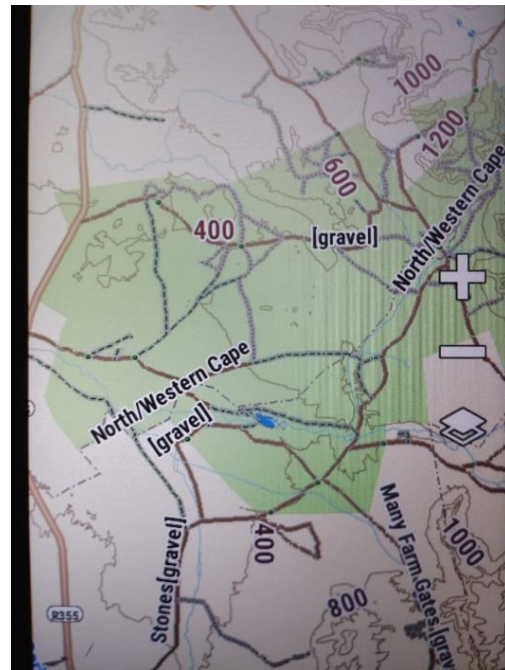 1000
1200
600
North/Western Cape
400
[gravel]
North/Western Cape
[gravel]
400
Stones[gravel]
Many Farm Gates [grav
1000
800
R355